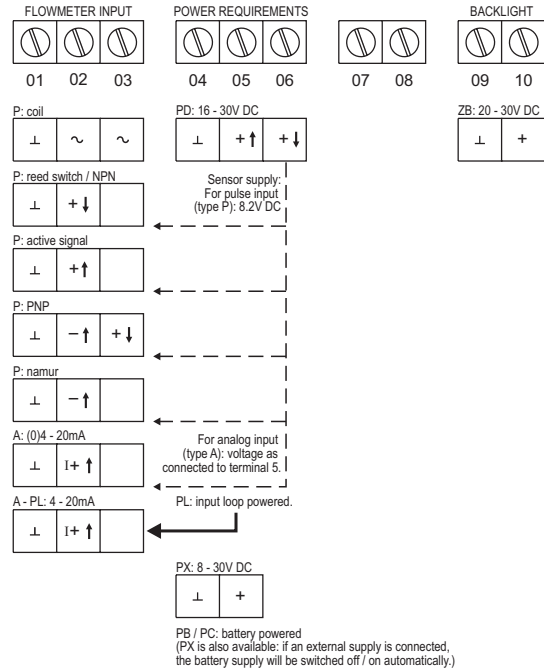 FLOWMETER INPUT POWER REQUIREMENTS BACKLIGHT
01 02 03 04 05 06 07 08 09 10
P: coil PD: 16 - 30V DC ZB: 20 - 30V DC
⊥ ~ ~ ⊥ +↑ +↓ ⊥ +
P: reed switch / NPN
⊥ +↓
Sensor supply:
For pulse input
(type P): 8.2V DC
P: active signal
⊥ +↑
P: PNP
⊥ −↑ +↓
P: namur
⊥ −↑
A: (0)4 - 20mA
⊥ I+ ↑
For analog input
(type A): voltage as
connected to terminal 5.
A - PL: 4 - 20mA PL: input loop powered.
⊥ I+ ↑
PX: 8 - 30V DC
⊥ +
PB / PC: battery powered
(PX is also available: if an external supply is connected,
the battery supply will be switched off / on automatically.)